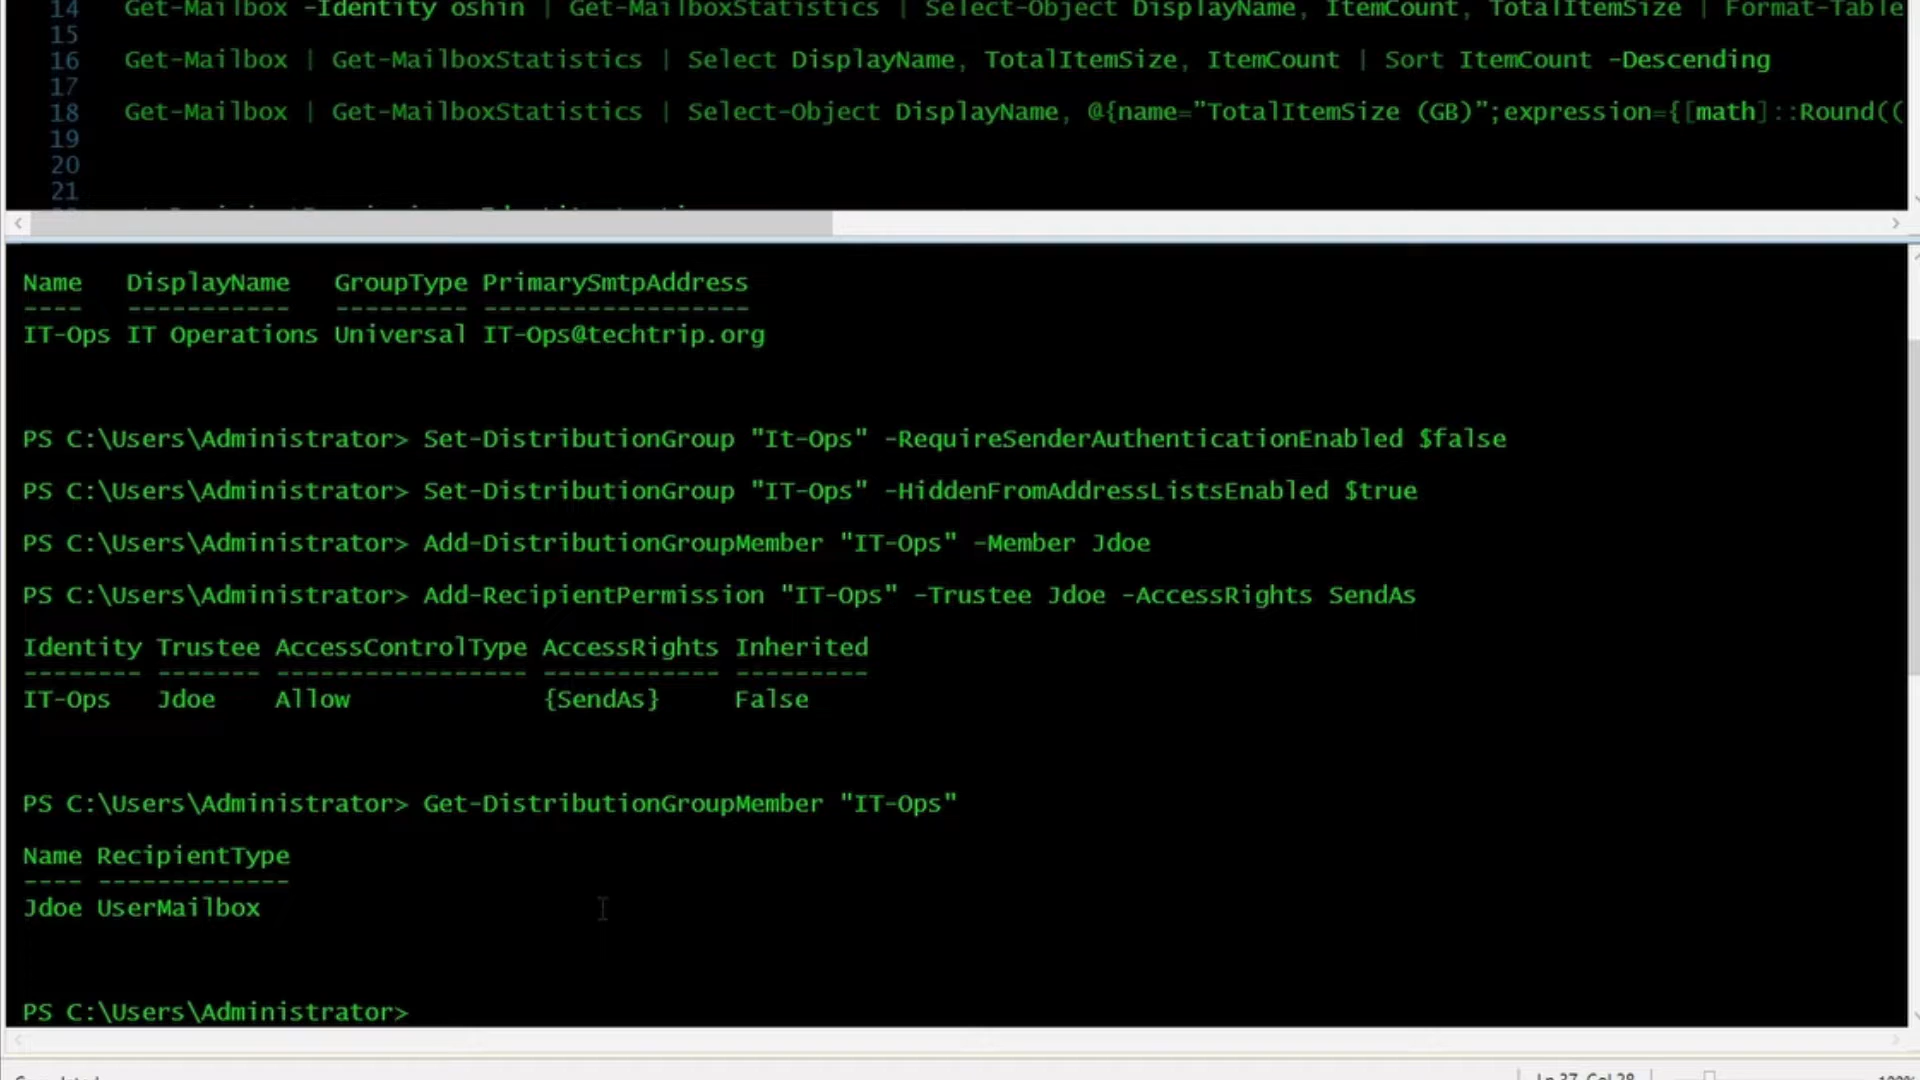 14 Get-Mailbox -Identity oshin | Get-MailboxStatistics | Select-Object DisplayName, ItemCount, TotalItemSize | Format-Table
15
16 Get-Mailbox | Get-MailboxStatistics | Select DisplayName, TotalItemSize, ItemCount | Sort ItemCount -Descending
17
18 Get-Mailbox | Get-MailboxStatistics | Select-Object DisplayName, @{name="TotalItemSize (GB)";expression={[math]::Round((
19
20
21
Name DisplayName GroupType PrimarySmtpAddress
---- ----------- --------- ------------------
IT-Ops IT Operations Universal IT-Ops@techtrip.org
PS C:\Users\Administrator> Set-DistributionGroup "It-Ops" -RequireSenderAuthenticationEnabled $false
PS C:\Users\Administrator> Set-DistributionGroup "IT-Ops" -HiddenFromAddressListsEnabled $true
PS C:\Users\Administrator> Add-DistributionGroupMember "IT-Ops" -Member Jdoe
PS C:\Users\Administrator> Add-RecipientPermission "IT-Ops" -Trustee Jdoe -AccessRights SendAs
Identity Trustee AccessControlType AccessRights Inherited
-------- ------- ----------------- ------------ ---------
IT-Ops Jdoe Allow {SendAs} False
PS C:\Users\Administrator> Get-DistributionGroupMember "IT-Ops"
Name RecipientType
---- -------------
Jdoe UserMailbox
PS C:\Users\Administrator>